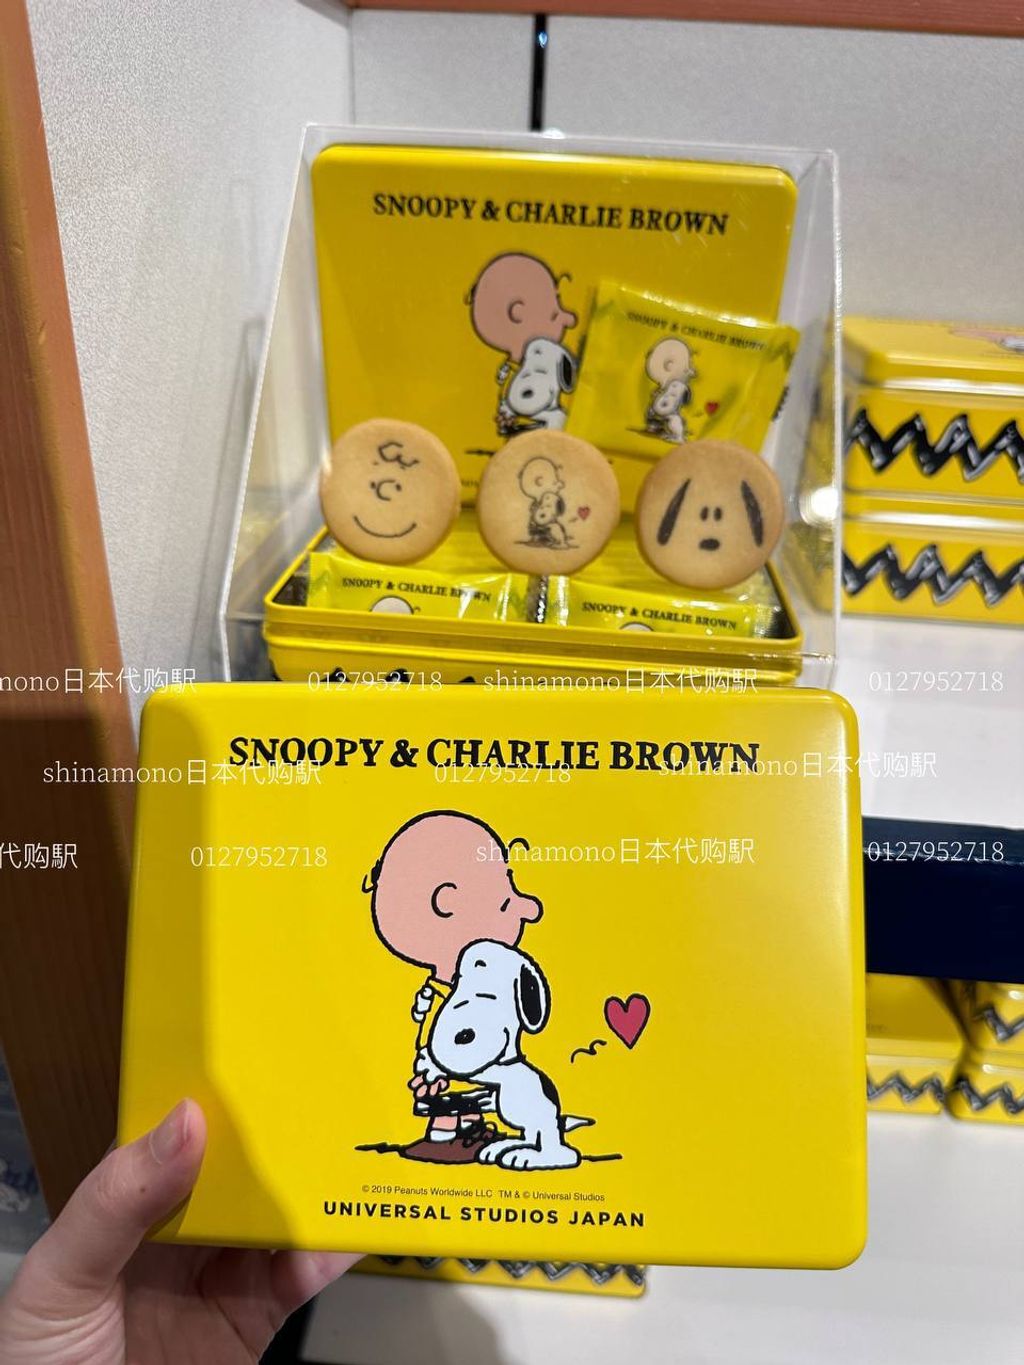 SNOOPY & CHARLIE BROWN
SNOOPY & CHARLIE BROWN
SNOOPY & CHARLIE BROWN
SNOOPY & CHARLIE BROWN
mono日本代购駅 0127952718 shinamono日本代购駅 0127952718
SNOOPY & CHARLIE BROWN
shinamono日本代购駅 0127952718 shinamono日本代购駅
代购駅 0127952718 shinamono日本代购駅 0127952718
© 2019 Peanuts Worldwide LLC TM & © Universal Studios
UNIVERSAL STUDIOS JAPAN